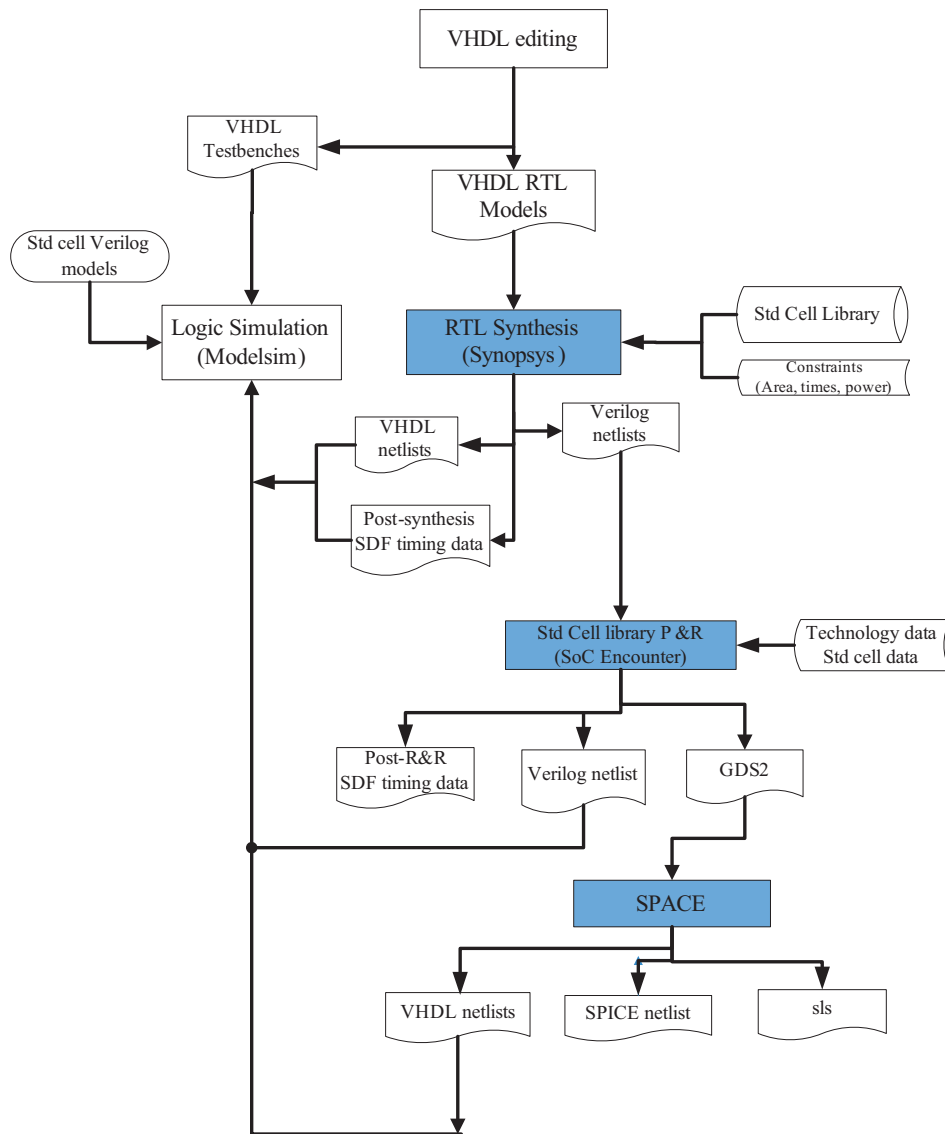 VHDL editing
VHDL
Testbenches
VHDL RTL
Models
Std cell Verilog
models
Logic Simulation
(Modelsim)
RTL Synthesis
(Synopsys )
Std Cell Library
Constraints
(Area, times, power)
VHDL
netlists
Verilog
netlists
Post-synthesis
SDF timing data
Std Cell library P &R
(SoC Encounter)
Technology data
Std cell data
Post-R&R
SDF timing data
Verilog netlist
GDS2
SPACE
VHDL netlists
SPICE netlist
sls